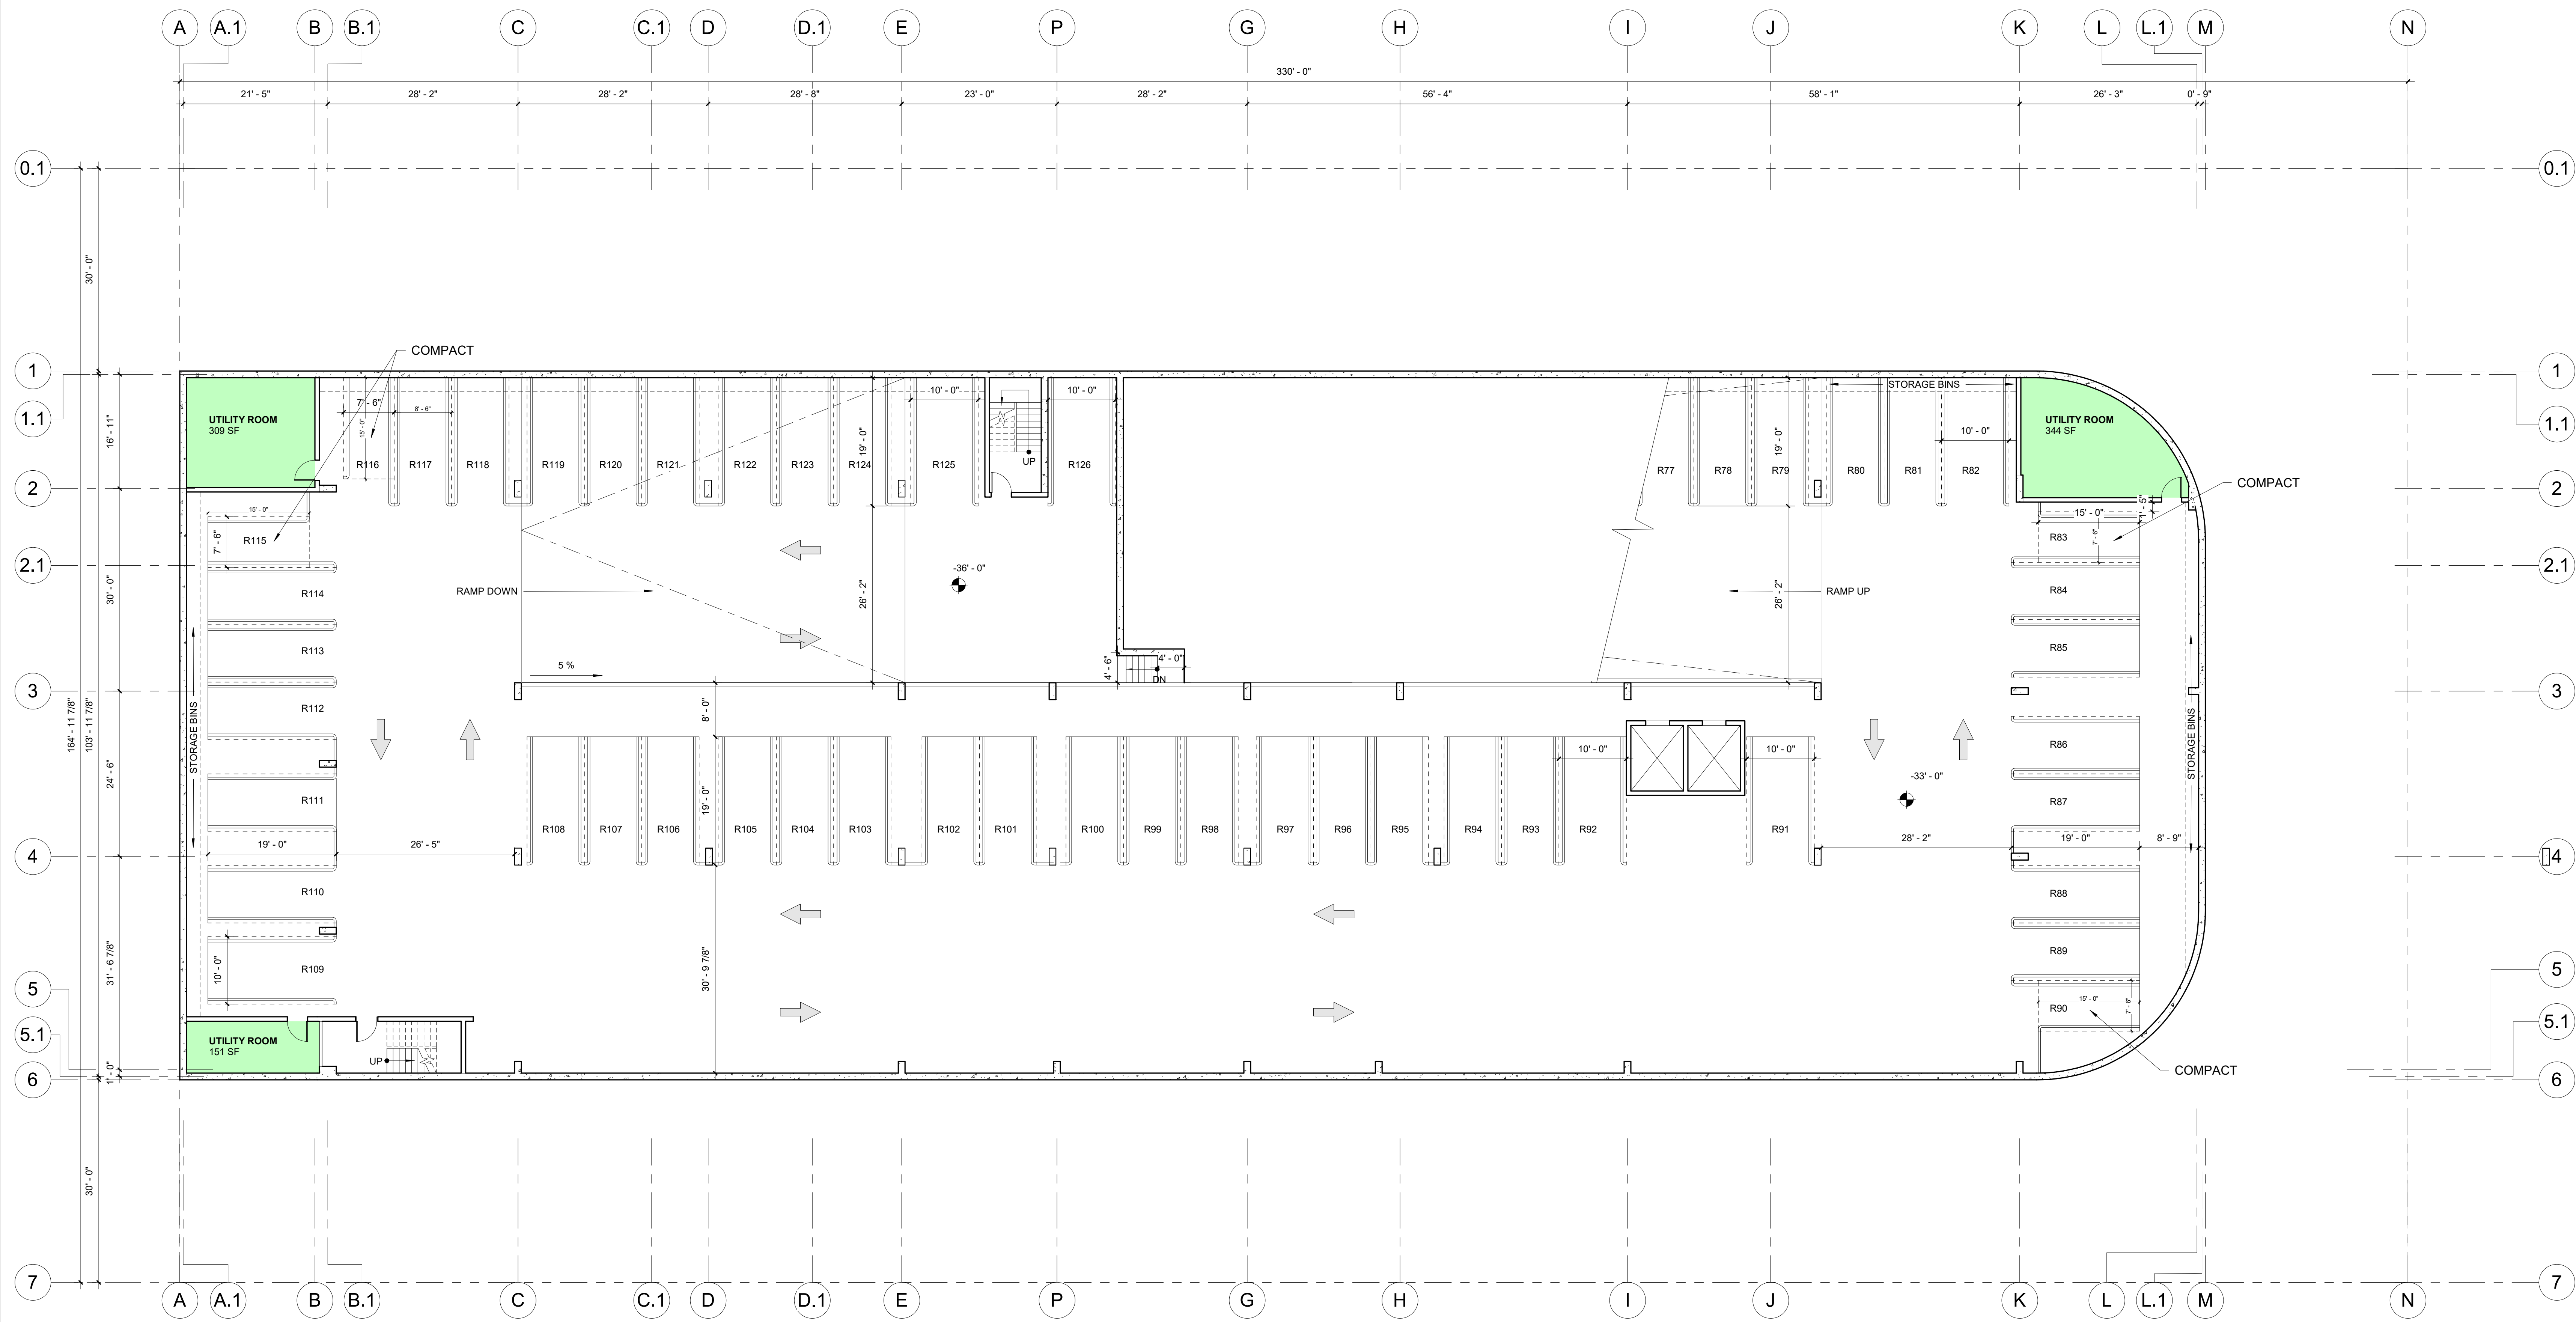 A A.1 B B.1 C C.1 D D.1 E P G H I J K L L.1 M N
330' - 0"
21' - 5" 28' - 2" 28' - 2" 28' - 8" 23' - 0" 28' - 2" 56' - 4" 58' - 1" 26' - 3" 0' - 9"
0.1 0.1
30' - 0"
COMPACT
1 1
STORAGE BINS
7' - 6" 8' - 6" 10' - 0" 10' - 0"
1.1 1.1
UTILITY ROOM
309 SF
UTILITY ROOM
344 SF
16' - 11"
15' - 0"
19' - 0"
19' - 0"
10' - 0"
R116 R117 R118 R119 R120 R121 R122 R123 R124 R125 UP R126 R77 R78 R79 R80 R81 R82
2 2
COMPACT
15' - 0"
15' - 0"
1' - 5"
7' - 6"
R115
R83
7' - 6"
2.1 2.1
-36' - 0"
30' - 0"
R114
RAMP DOWN
26' - 2"
26' - 2"
RAMP UP
R84
R113
R85
5 %
4' - 6"
4' - 0"
DN
3 3
R112
164' - 11 7/8"
103' - 11 7/8"
STORAGE BINS
8' - 0"
STORAGE BINS
R86
10' - 0" 10' - 0"
24' - 6"
-33' - 0"
R111
19' - 0"
R87
R108 R107 R106 R105 R104 R103 R102 R101 R100 R99 R98 R97 R96 R95 R94 R93 R92 R91
19' - 0" 26' - 5" 28' - 2" 19' - 0" 8' - 9"
4 4
R110
R88
R89
31' - 6 7/8"
10' - 0"
R109
30' - 9 7/8"
5 5
15' - 0"
7' - 6"
R90
5.1 5.1
UTILITY ROOM
151 SF
UP
COMPACT
1' - 0"
6 6
30' - 0"
7 7
A A.1 B B.1 C C.1 D D.1 E P G H I J K L L.1 M N